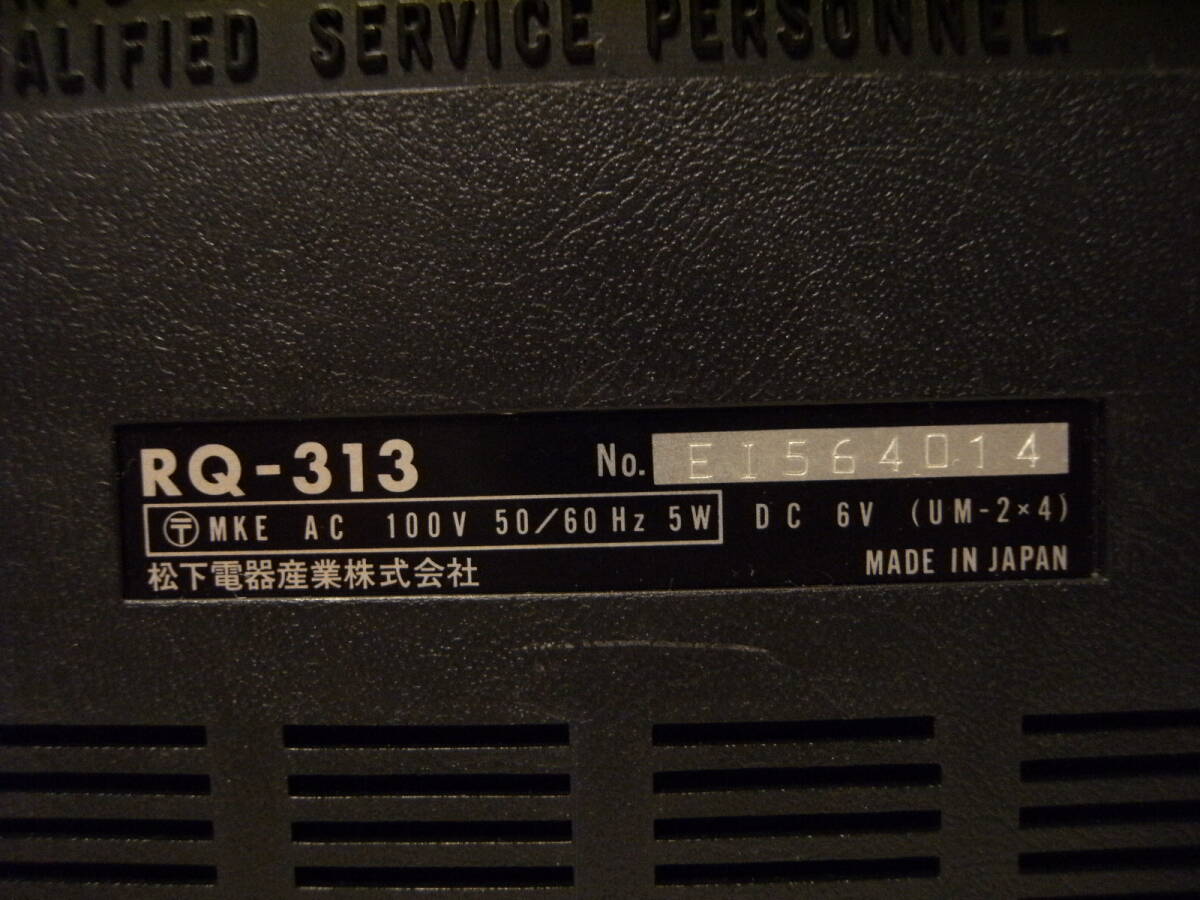 QUALIFIED SERVICE PERSONNEL.
RQ-313 No. EI564014
〒 MKE AC 100V 50/60Hz 5W DC 6V (UM-2×4)
松下電器産業株式会社 MADE IN JAPAN